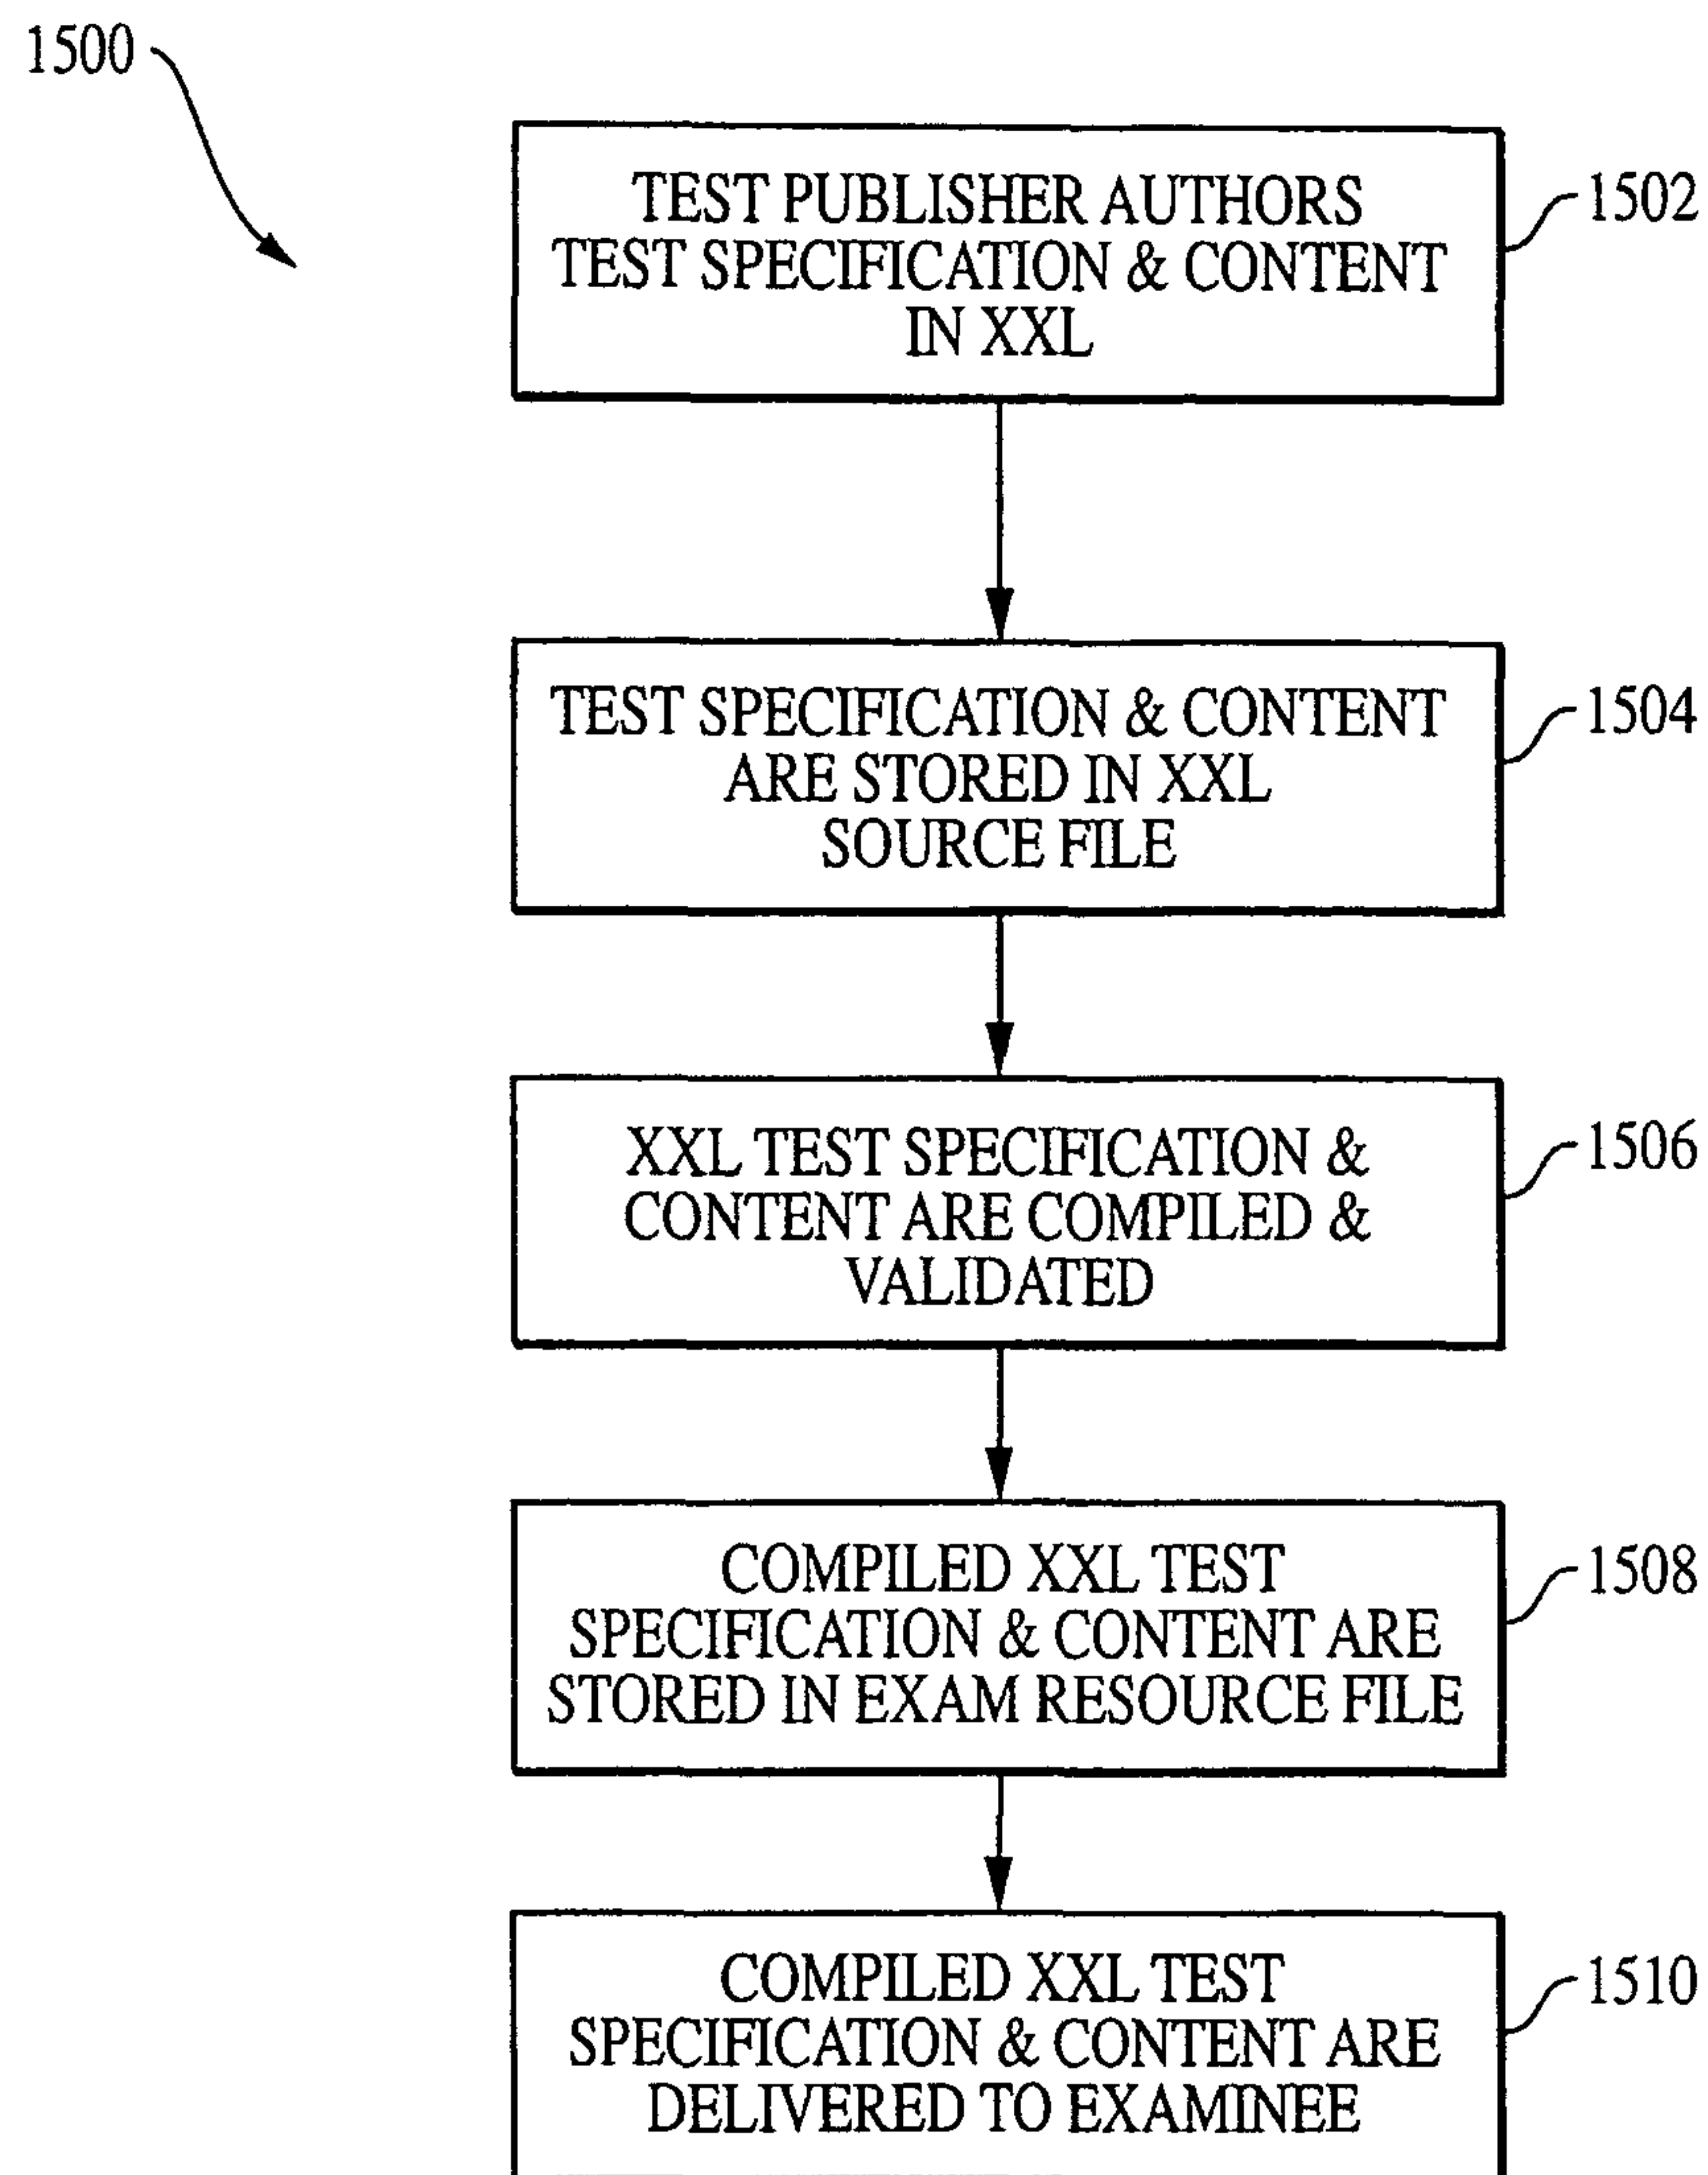 1500
TEST PUBLISHER AUTHORS
TEST SPECIFICATION & CONTENT
IN XXL
1502
TEST SPECIFICATION & CONTENT
ARE STORED IN XXL
SOURCE FILE
1504
XXL TEST SPECIFICATION &
CONTENT ARE COMPILED &
VALIDATED
1506
COMPILED XXL TEST
SPECIFICATION & CONTENT ARE
STORED IN EXAM RESOURCE FILE
1508
COMPILED XXL TEST
SPECIFICATION & CONTENT ARE
DELIVERED TO EXAMINEE
1510